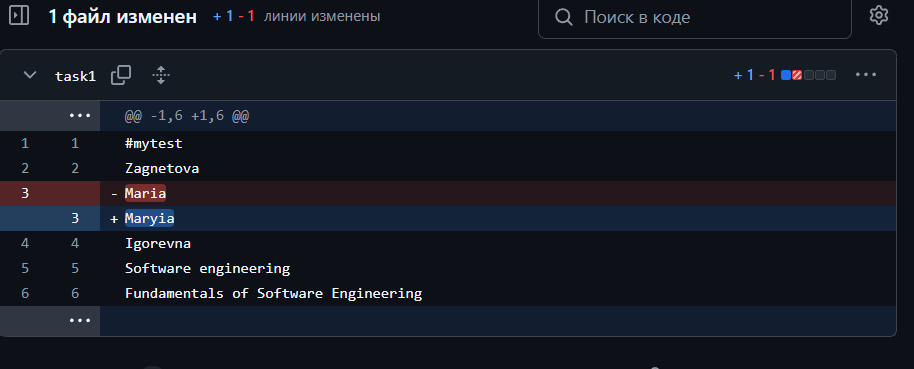 1 файл изменен + 1 - 1 линии изменены Поиск в коде
task1 + 1 - 1
@@ -1,6 +1,6 @@
1 1 #mytest
2 2 Zagnetova
3 - Maria
3 + Maryia
4 4 Igorevna
5 5 Software engineering
6 6 Fundamentals of Software Engineering